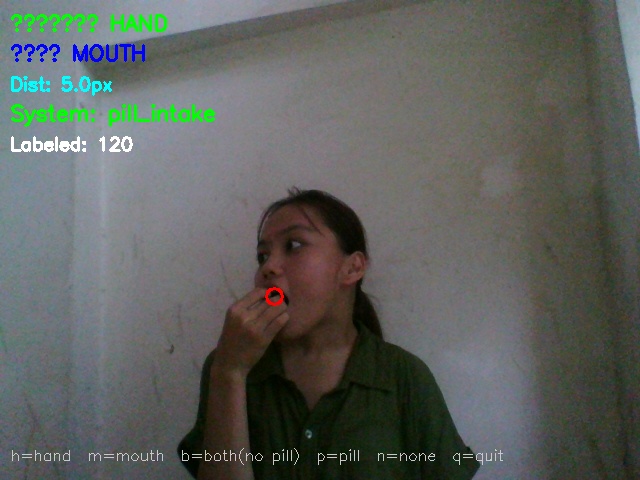 ??????? HAND
???? MOUTH
Dist: 5.0px
System: pill_intake
Labeled: 120
h=hand m=mouth b=both(no pill) p=pill n=none q=quit